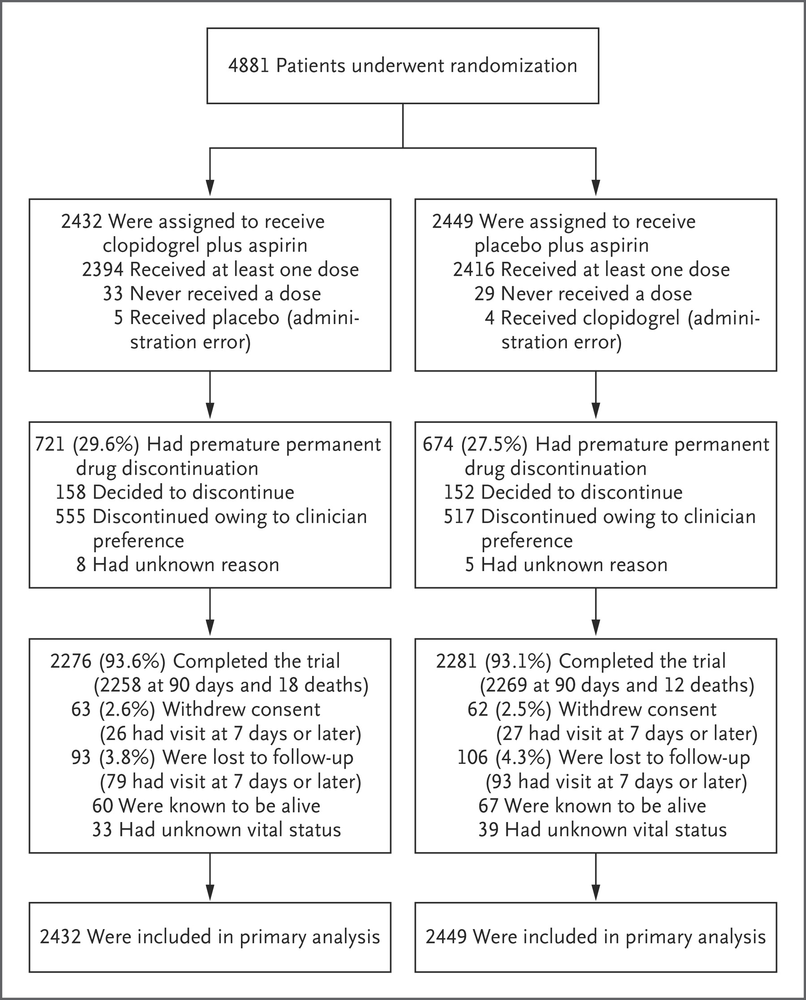 4881 Patients underwent randomization
2432 Were assigned to receive
clopidogrel plus aspirin
2394 Received at least one dose
33 Never received a dose
5 Received placebo (admini-
stration error)
2449 Were assigned to receive
placebo plus aspirin
2416 Received at least one dose
29 Never received a dose
4 Received clopidogrel (admini-
stration error)
721 (29.6%) Had premature permanent
drug discontinuation
158 Decided to discontinue
555 Discontinued owing to clinician
preference
8 Had unknown reason
674 (27.5%) Had premature permanent
drug discontinuation
152 Decided to discontinue
517 Discontinued owing to clinician
preference
5 Had unknown reason
2276 (93.6%) Completed the trial
(2258 at 90 days and 18 deaths)
63 (2.6%) Withdrew consent
(26 had visit at 7 days or later)
93 (3.8%) Were lost to follow-up
(79 had visit at 7 days or later)
60 Were known to be alive
33 Had unknown vital status
2281 (93.1%) Completed the trial
(2269 at 90 days and 12 deaths)
62 (2.5%) Withdrew consent
(27 had visit at 7 days or later)
106 (4.3%) Were lost to follow-up
(93 had visit at 7 days or later)
67 Were known to be alive
39 Had unknown vital status
2432 Were included in primary analysis
2449 Were included in primary analysis